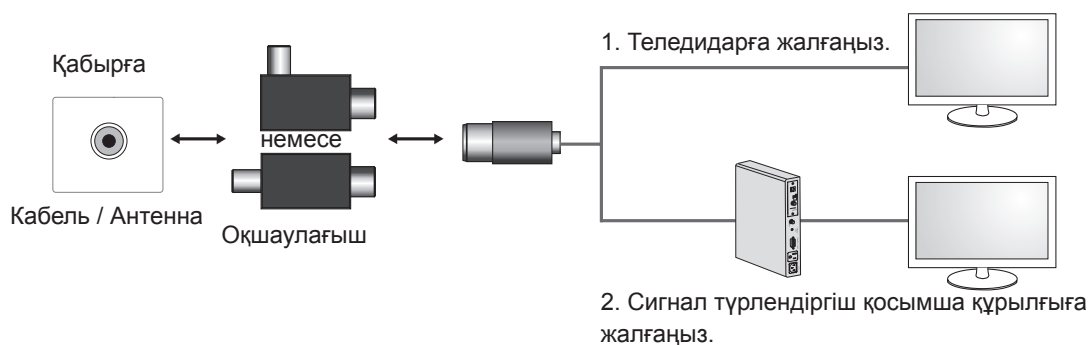 Қабырға
Кабель / Антенна
немесе
Оқшаулағыш
1. Теледидарға жалғаңыз.
2. Сигнал түрлендіргіш қосымша құрылғыға
жалғаңыз.